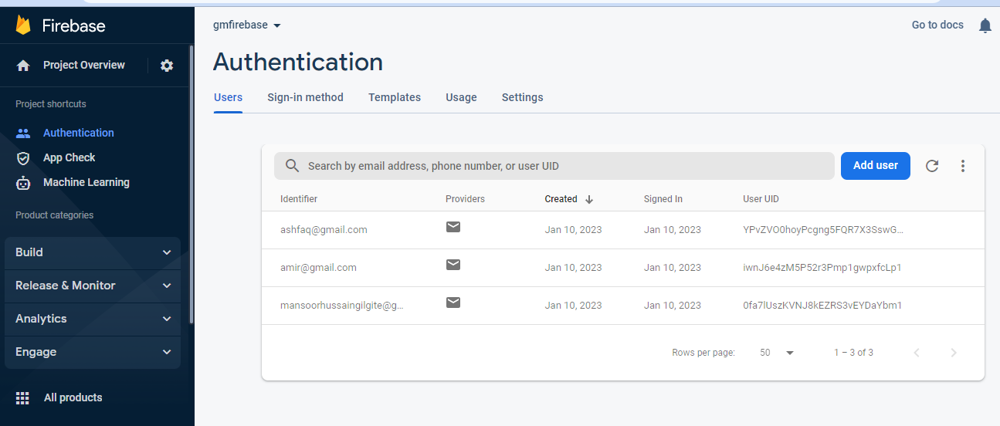 Firebase
Project Overview
Project shortcuts
Authentication
App Check
Machine Learning
Product categories
Build
Release & Monitor
Analytics
Engage
All products
gmfirebase
Go to docs
Authentication
Users Sign-in method Templates Usage Settings
Search by email address, phone number, or user UID
Add user
Identifier Providers Created Signed In User UID
ashfaq@gmail.com Jan 10, 2023 Jan 10, 2023 YPvZVO0hoyPcgng5FQR7X3SswG...
amir@gmail.com Jan 10, 2023 Jan 10, 2023 iwnJ6e4zM5P52r3Pmp1gwpxfcLp1
mansoorhussaingilgite@g... Jan 10, 2023 Jan 10, 2023 0fa7lUszKVNJ8kEZRS3vEYDaYbm1
Rows per page: 50 1 – 3 of 3